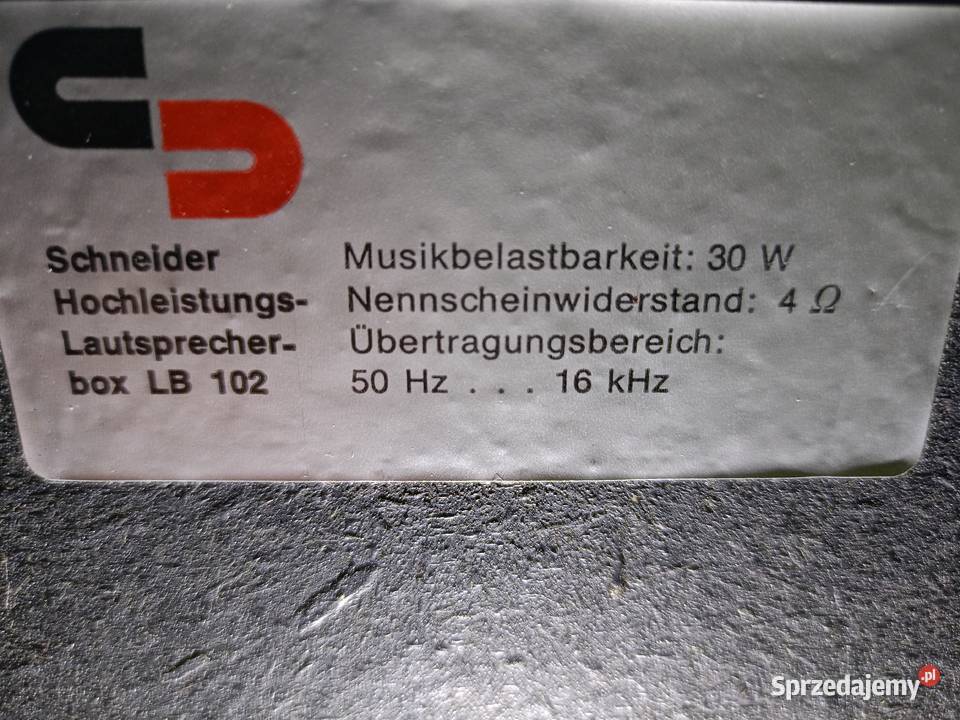 Schneider
Hochleistungs-
Lautsprecher-
box LB 102
Musikbelastbarkeit: 30 W
Nennscheinwiderstand: 4 Ω
Übertragungsbereich:
50 Hz . . . 16 kHz
Sprzedajemy.pl